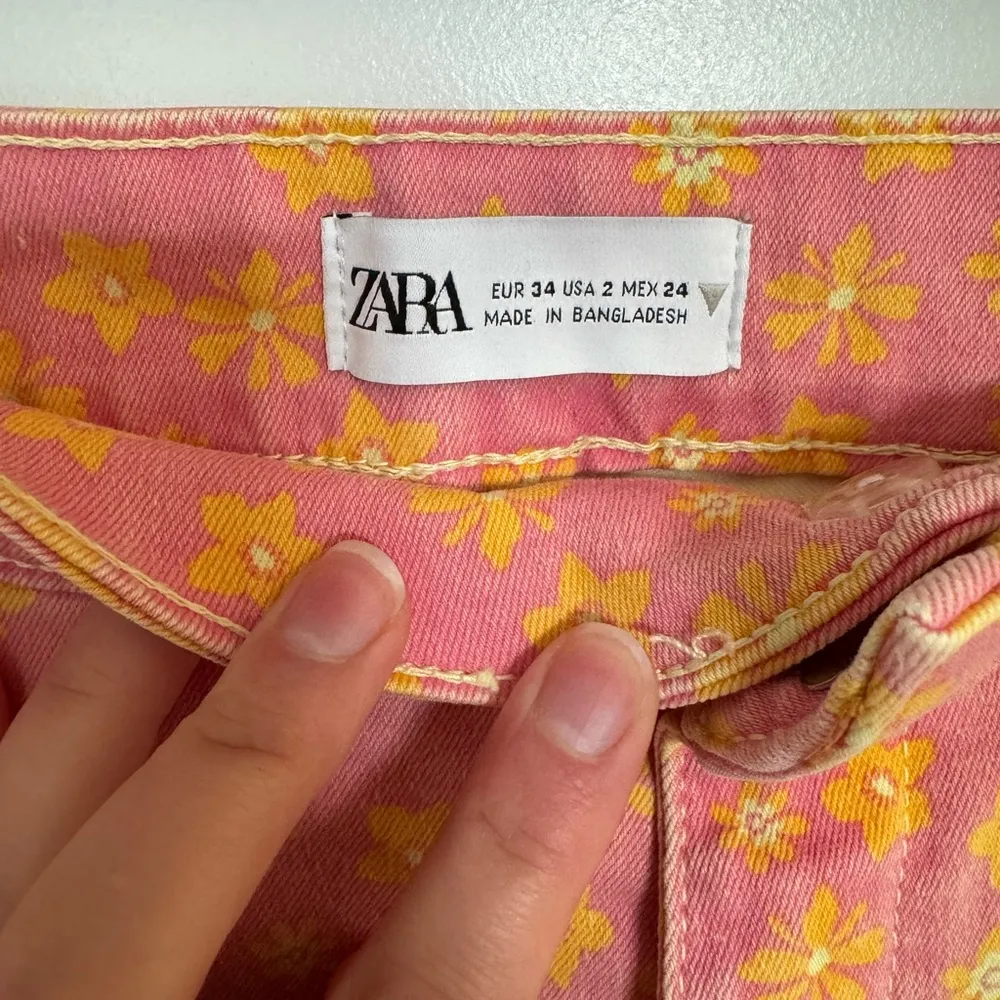 ZARA
EUR 34 USA 2 MEX 24
MADE IN BANGLADESH